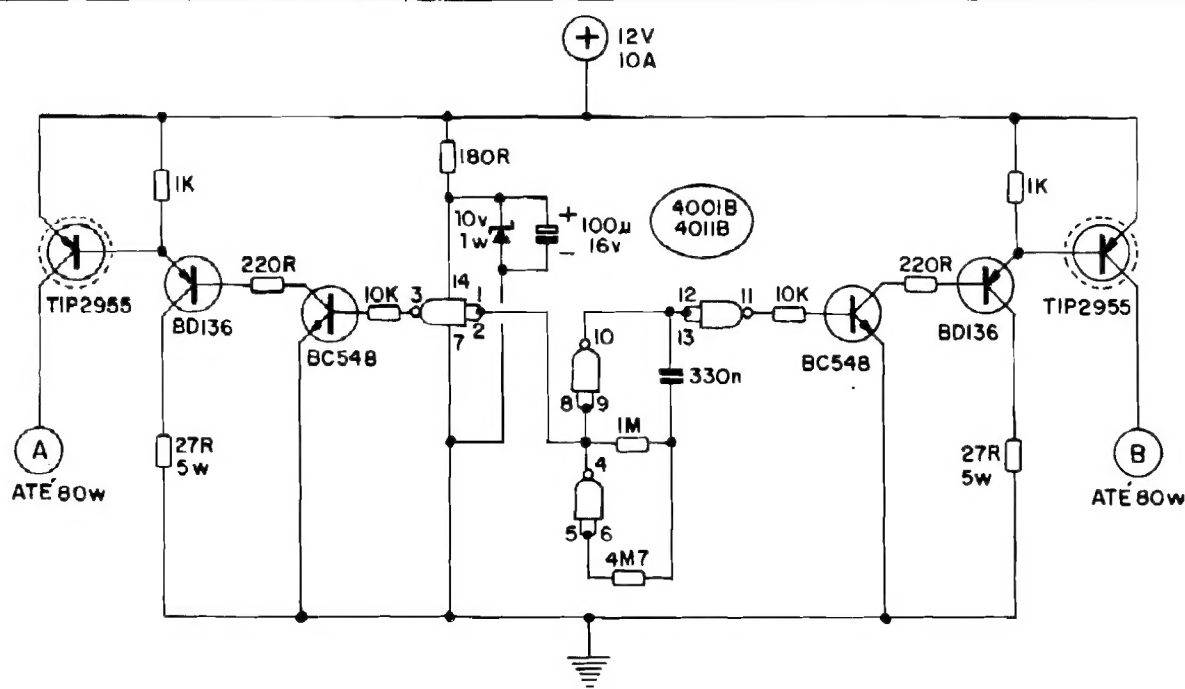 12V
10A
180R
1K
10V
1W
100µ
16V
4001B
4011B
1K
TIP2955
220R
BD136
10K
3
14
1
2
7
BC548
10
8
9
12
13
11
10K
330n
220R
BC548
BD136
TIP2955
1M
4
5
6
4M7
27R
5W
A
ATÉ 80W
27R
5W
B
ATÉ 80W